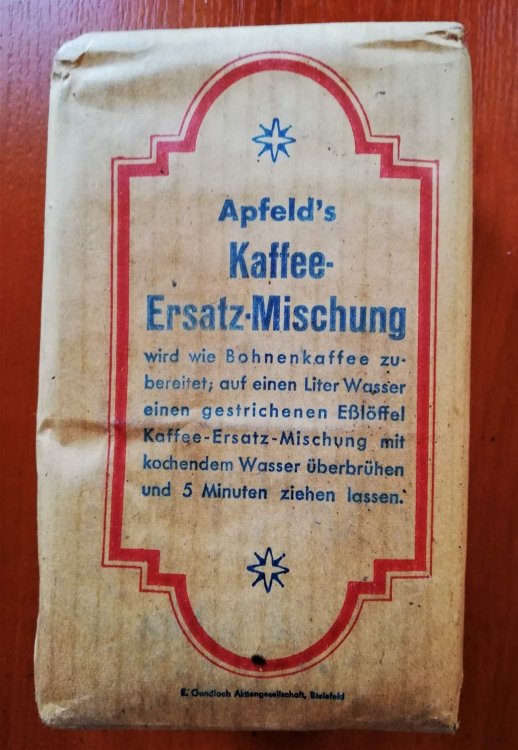 Apfeld's
Kaffee-
Ersatz-Mischung
wird wie Bohnenkaffee zu-
bereitet; auf einen Liter Wasser
einen gestrichenen Eßlöffel
Kaffee-Ersatz-Mischung mit
kochendem Wasser überbrühen
und 5 Minuten ziehen lassen.
E. Gundlach Aktiengesellschaft, Bielefeld